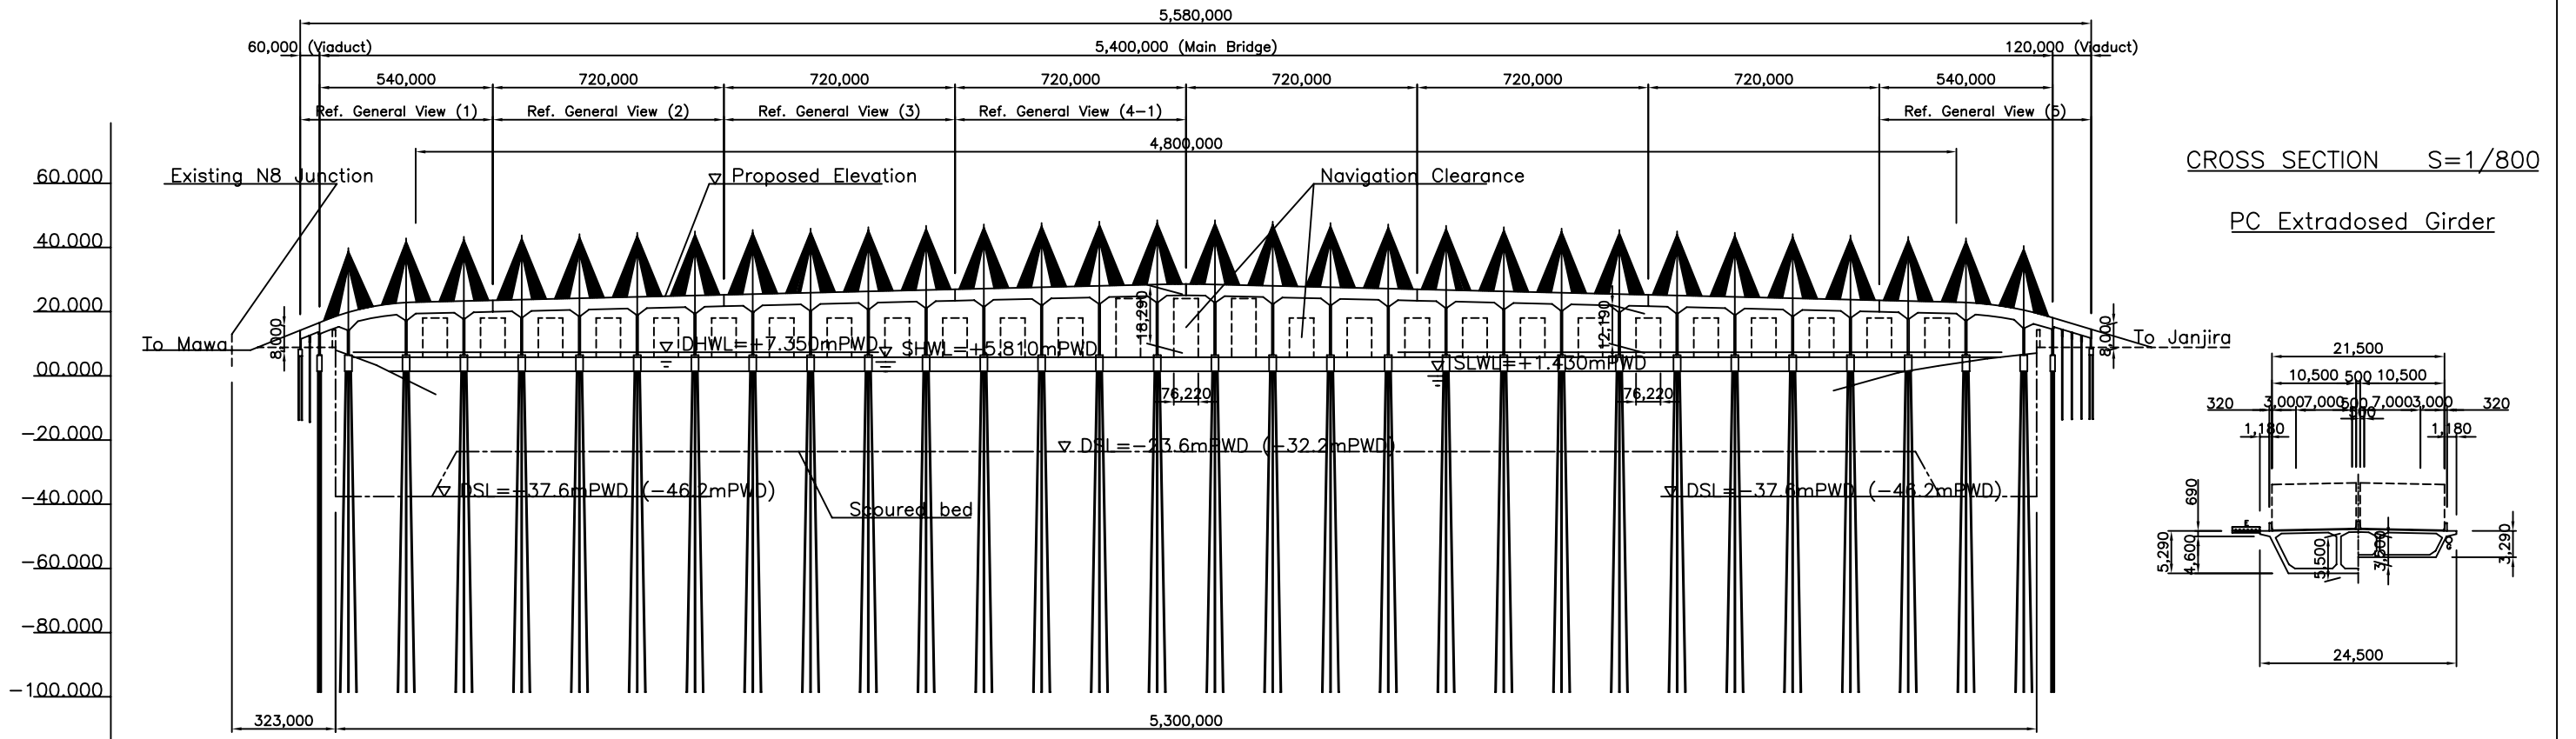 5,580,000
60,000 (Viaduct)
5,400,000 (Main Bridge)
120,000 (Viaduct)
540,000
720,000
720,000
720,000
720,000
720,000
720,000
540,000
Ref. General View (1)
Ref. General View (2)
Ref. General View (3)
Ref. General View (4-1)
Ref. General View (5)
4,800,000
Existing N8 Junction
▽ Proposed Elevation
Navigation Clearance
60.000
40.000
20.000
00.000
-20.000
-40.000
-60.000
-80.000
-100.000
To Mawa
8,000
▽ DHWL=+7.350mPWD
▽ SHWL=+5.810mPWD
18,290
12,190
▽ SLWL=+1.430mPWD
8,000
To Janjira
76,220
76,220
▽ DSL=-23.6mPWD (-32.2mPWD)
▽ DSL=-37.6mPWD (-46.2mPWD)
▽ DSL=-37.6mPWD (-46.2mPWD)
Scoured bed
323,000
5,300,000
CROSS SECTION S=1/800
PC Extradosed Girder
21,500
10,500 500 10,500
320 3,000 7,000 500 7,000 3,000 320
500
1,180 1,180
690
5,290
4,600
5,500
3,500
3,290
24,500